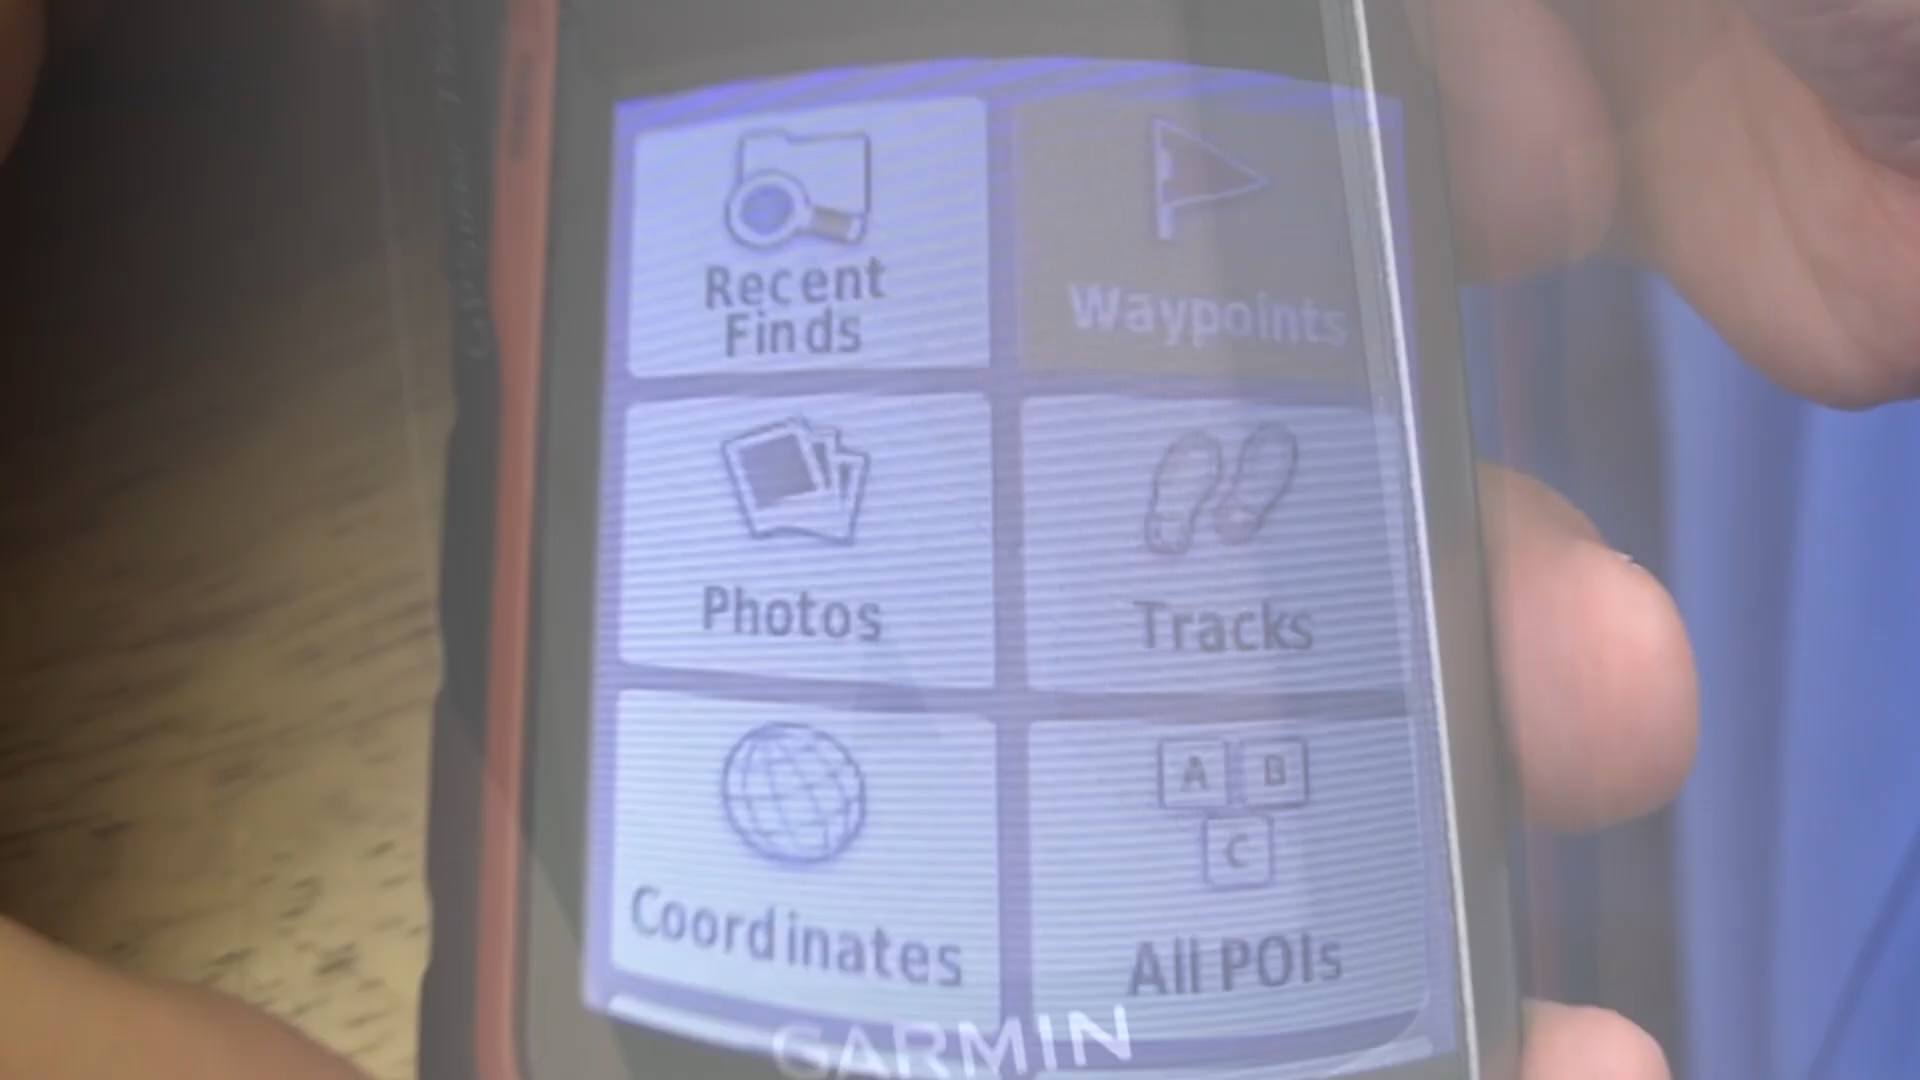 Recent
Finds
Waypoints
Photos
Tracks
Coordinates
A B
C
All POIs
GARMIN